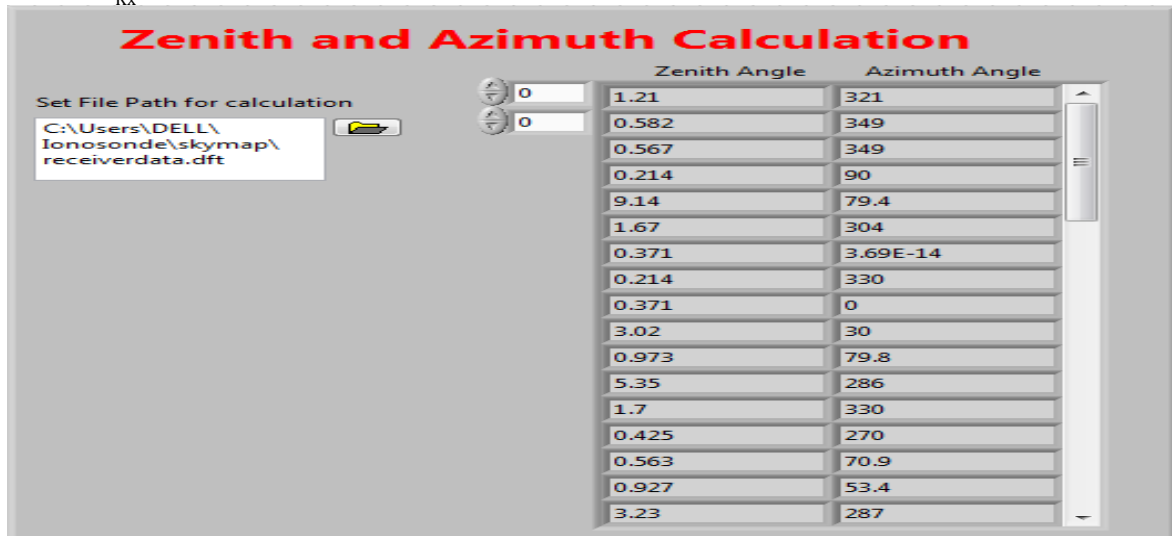 Rx
Zenith and Azimuth Calculation
Zenith Angle Azimuth Angle
Set File Path for calculation
C:\Users\DELL\
Ionosonde\skymap\
receiverdata.dft
0
0
1.21 321
0.582 349
0.567 349
0.214 90
9.14 79.4
1.67 304
0.371 3.69E-14
0.214 330
0.371 0
3.02 30
0.973 79.8
5.35 286
1.7 330
0.425 270
0.563 70.9
0.927 53.4
3.23 287